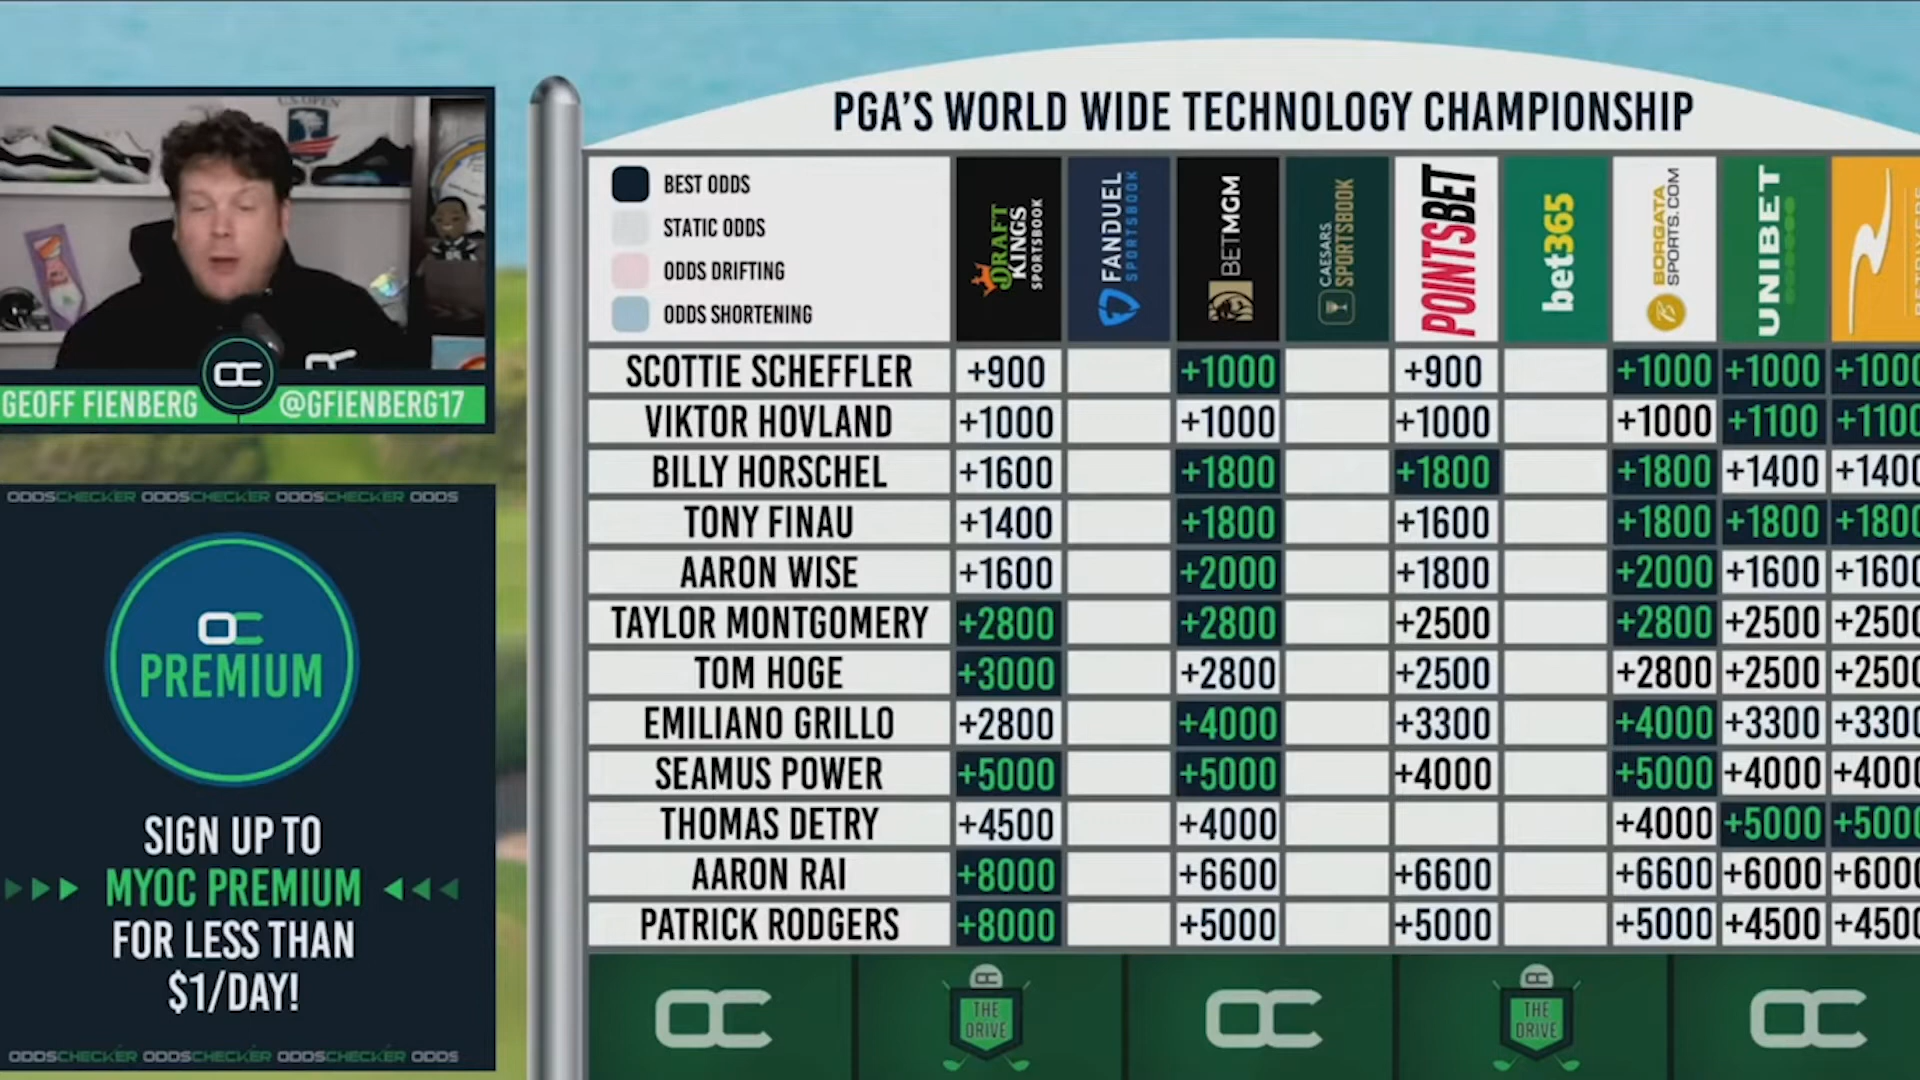 PGA'S WORLD WIDE TECHNOLOGY CHAMPIONSHIP
U.S. OPEN
GEOFF FIENBERG OC @GFIENBERG17
BEST ODDS
STATIC ODDS
ODDS DRIFTING
ODDS SHORTENING
DRAFT KINGS SPORTSBOOK
FANDUEL SPORTSBOOK
BETMGM
CAESARS SPORTSBOOK
POINTSBET
bet365
BORGATA SPORTS.COM
UNIBET
SCOTTIE SCHEFFLER +900 +1000 +900 +1000 +1000 +1000
VIKTOR HOVLAND +1000 +1000 +1000 +1000 +1100 +1100
BILLY HORSCHEL +1600 +1800 +1800 +1800 +1400 +1400
TONY FINAU +1400 +1800 +1600 +1800 +1800 +1800
AARON WISE +1600 +2000 +1800 +2000 +1600 +1600
TAYLOR MONTGOMERY +2800 +2800 +2500 +2800 +2500 +2500
TOM HOGE +3000 +2800 +2500 +2800 +2500 +2500
EMILIANO GRILLO +2800 +4000 +3300 +4000 +3300 +3300
SEAMUS POWER +5000 +5000 +4000 +5000 +4000 +4000
THOMAS DETRY +4500 +4000 +4000 +5000 +5000
AARON RAI +8000 +6600 +6600 +6600 +6000 +6000
PATRICK RODGERS +8000 +5000 +5000 +5000 +4500 +4500
ODDSCHECKER ODDSCHECKER ODDSCHECKER ODDS
OC
PREMIUM
SIGN UP TO
MYOC PREMIUM
FOR LESS THAN
$1/DAY!
ODDSCHECKER ODDSCHECKER ODDSCHECKER ODDS
OC THE DRIVE OC THE DRIVE OC